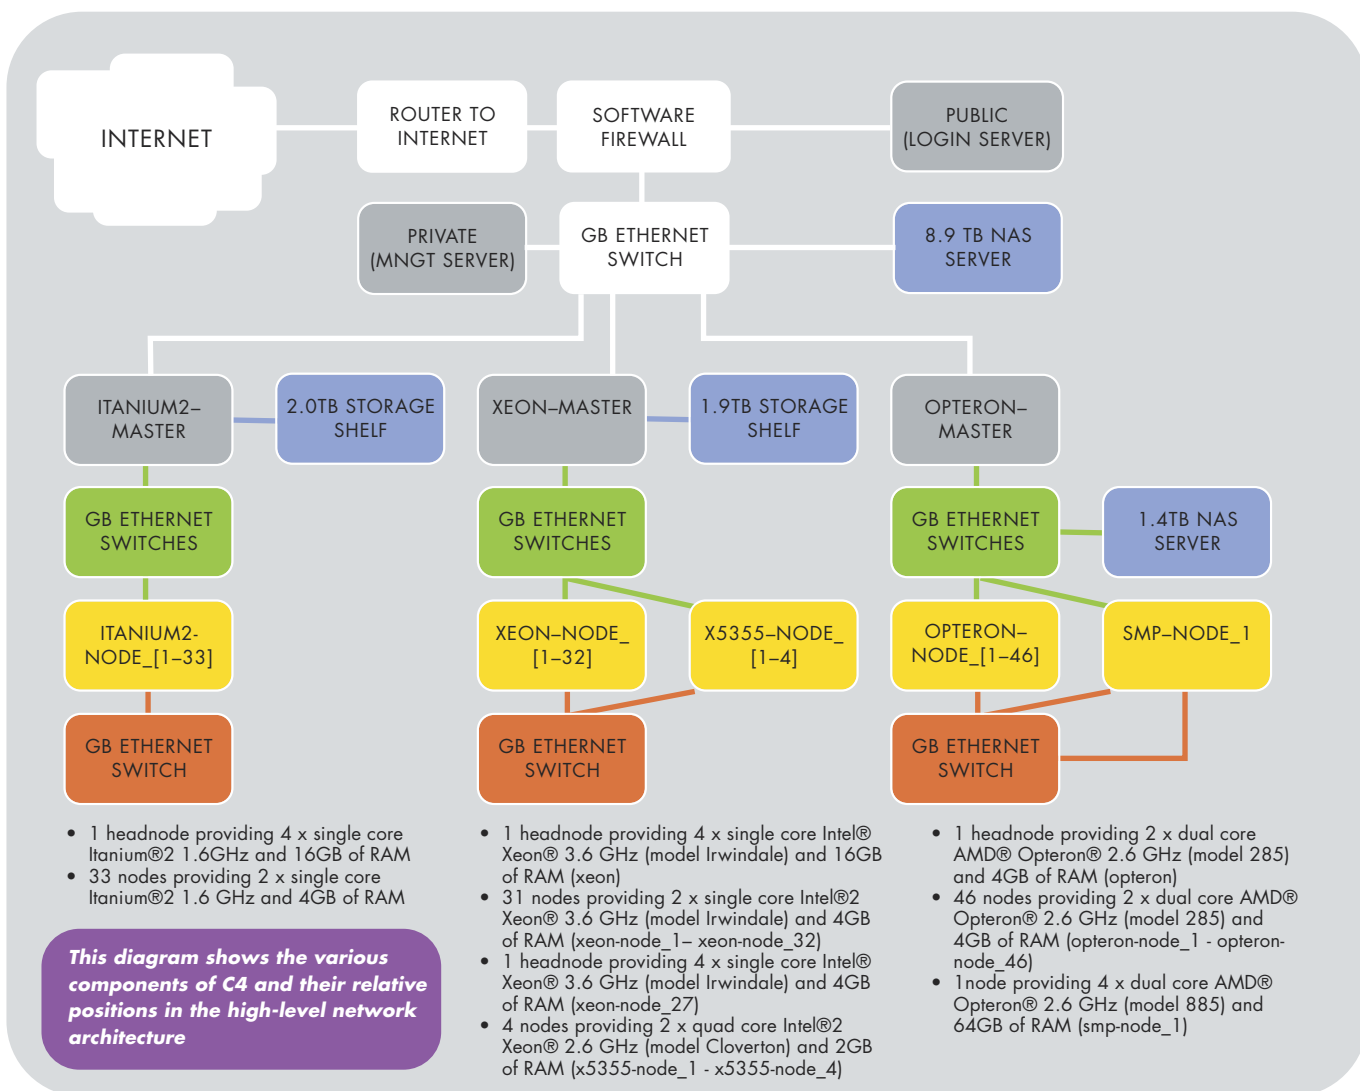 INTERNET
ROUTER TO
INTERNET
SOFTWARE
FIREWALL
PUBLIC
(LOGIN SERVER)
PRIVATE
(MNGT SERVER)
GB ETHERNET
SWITCH
8.9 TB NAS
SERVER
ITANIUM2–
MASTER
2.0TB STORAGE
SHELF
XEON–MASTER
1.9TB STORAGE
SHELF
OPTERON–
MASTER
GB ETHERNET
SWITCHES
GB ETHERNET
SWITCHES
GB ETHERNET
SWITCHES
1.4TB NAS
SERVER
ITANIUM2-
NODE_[1–33]
XEON–NODE_
[1–32]
X5355–NODE_
[1–4]
OPTERON–
NODE_[1–46]
SMP–NODE_1
GB ETHERNET
SWITCH
GB ETHERNET
SWITCH
GB ETHERNET
SWITCH
• 1 headnode providing 4 x single core
Itanium®2 1.6GHz and 16GB of RAM
• 33 nodes providing 2 x single core
Itanium®2 1.6 GHz and 4GB of RAM
This diagram shows the various
components of C4 and their relative
positions in the high-level network
architecture
• 1 headnode providing 4 x single core Intel®
Xeon® 3.6 GHz (model Irwindale) and 16GB
of RAM (xeon)
• 31 nodes providing 2 x single core Intel®2
Xeon® 3.6 GHz (model Irwindale) and 4GB
of RAM (xeon-node_1– xeon-node_32)
• 1 headnode providing 4 x single core Intel®
Xeon® 3.6 GHz (model Irwindale) and 4GB
of RAM (xeon-node_27)
• 4 nodes providing 2 x quad core Intel®2
Xeon® 2.6 GHz (model Cloverton) and 2GB
of RAM (x5355-node_1 - x5355-node_4)
• 1 headnode providing 2 x dual core
AMD® Opteron® 2.6 GHz (model 285)
and 4GB of RAM (opteron)
• 46 nodes providing 2 x dual core AMD®
Opteron® 2.6 GHz (model 285) and
4GB of RAM (opteron-node_1 - opteron-
node_46)
• 1node providing 4 x dual core AMD®
Opteron® 2.6 GHz (model 885) and
64GB of RAM (smp-node_1)